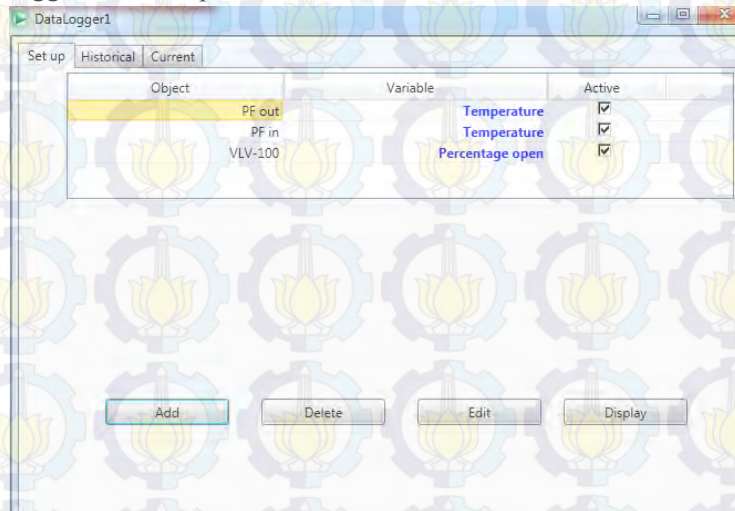 DataLogger1
Set up Historical Current
Object Variable Active
PF out Temperature
PF in Temperature
VLV-100 Percentage open
Add Delete Edit Display